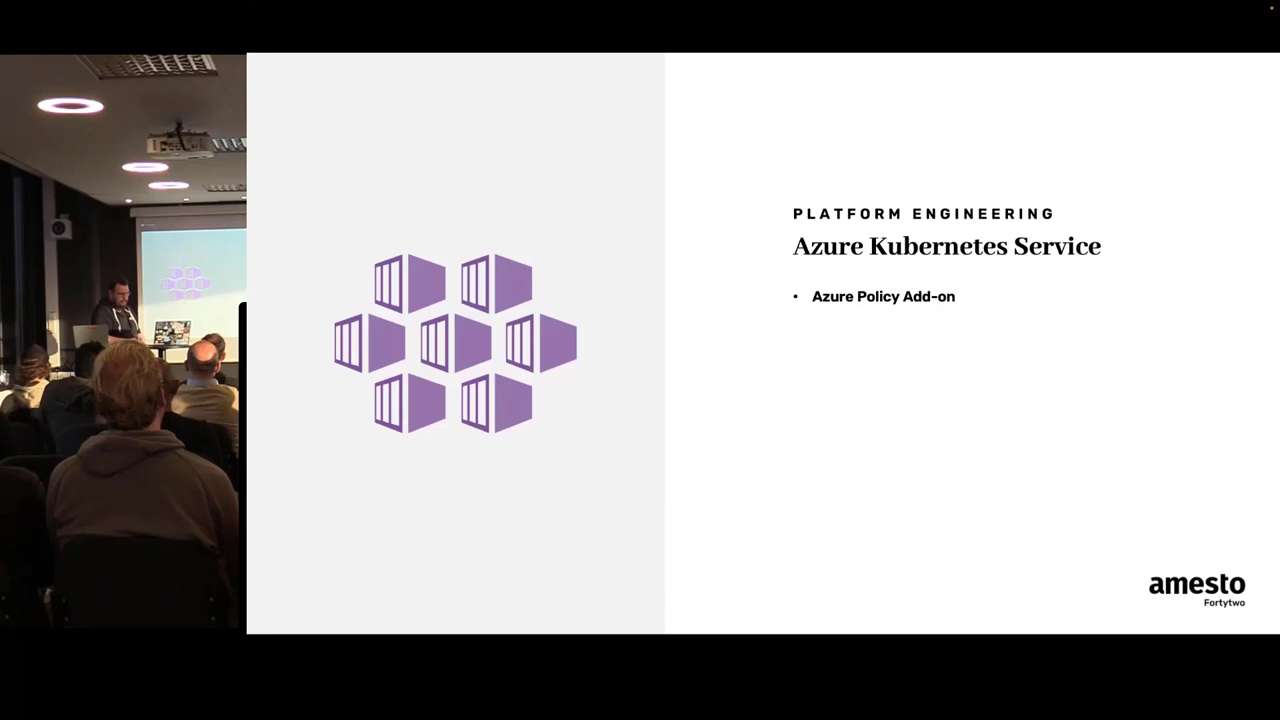 PLATFORM ENGINEERING
Azure Kubernetes Service
• Azure Policy Add-on
amesto
Fortytwo